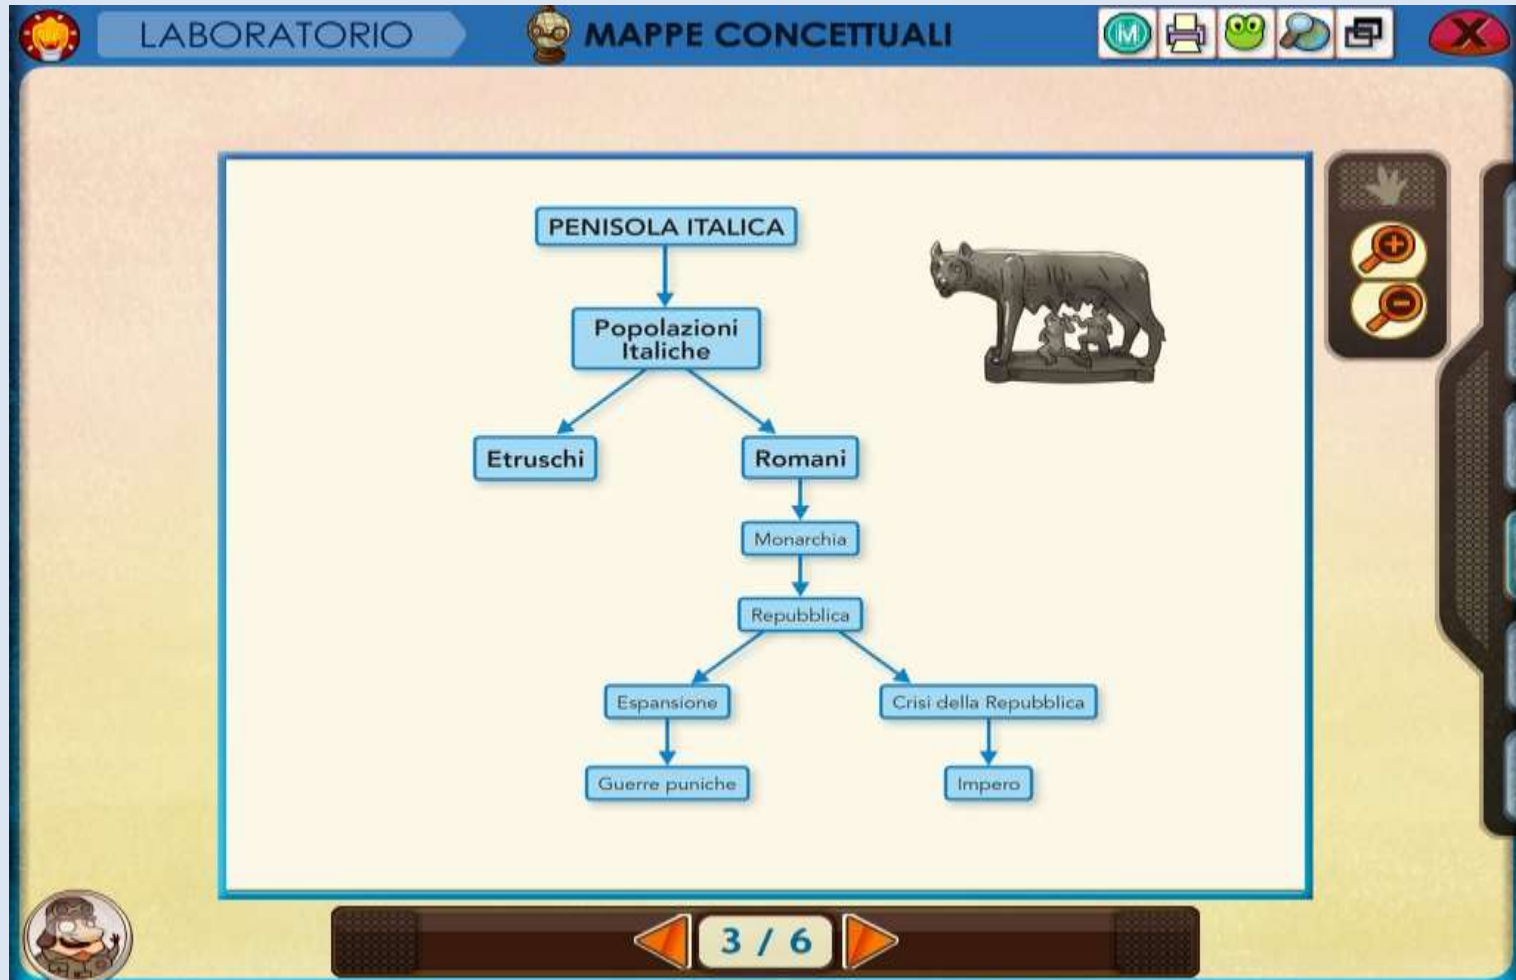 LABORATORIO
MAPPE CONCETTUALI
M
PENISOLA ITALICA
Popolazioni
Italiche
Etruschi
Romani
Monarchia
Repubblica
Espansione
Crisi della Repubblica
Guerre puniche
Impero
3 / 6